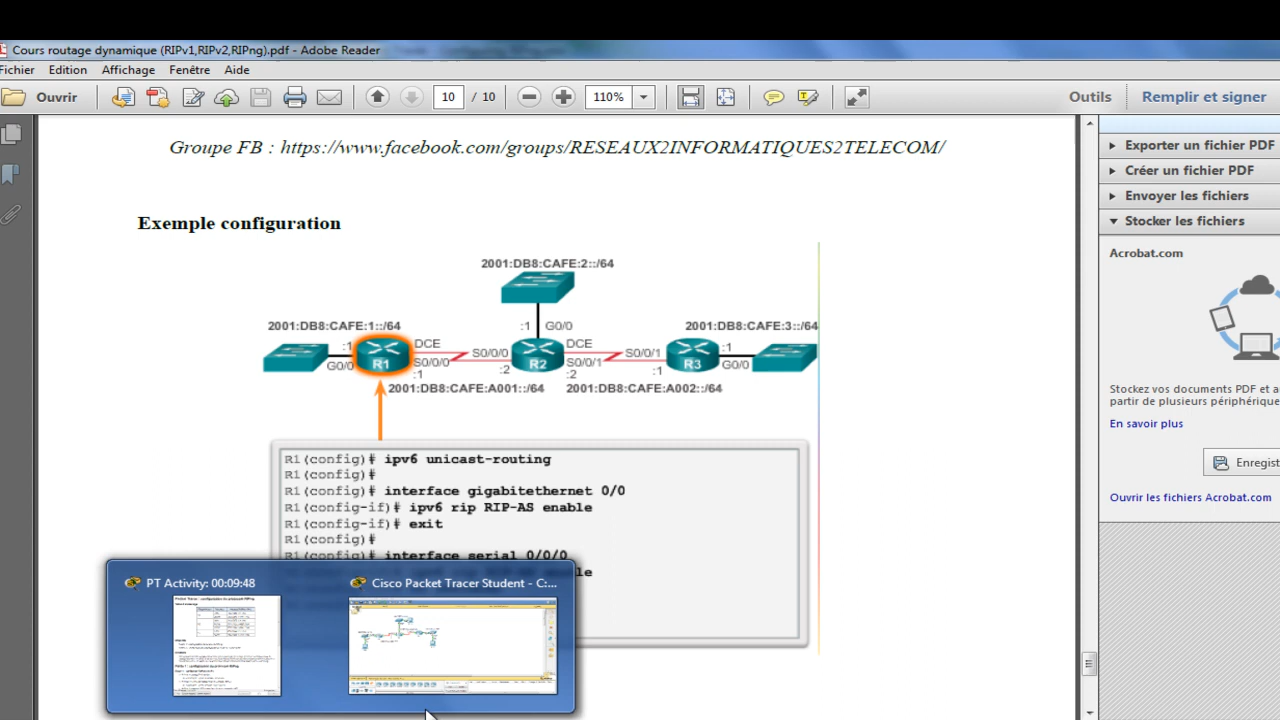 Cours routage dynamique (RIPv1,RIPv2,RIPng).pdf - Adobe Reader
Fichier Edition Affichage Fenêtre Aide
Ouvrir 10 / 10 110% Outils Remplir et signer
Groupe FB : https://www.facebook.com/groups/RESEAUX2INFORMATIQUES2TELECOM/
Exemple configuration
2001:DB8:CAFE:2::/64
:1 G0/0
2001:DB8:CAFE:1::/64
2001:DB8:CAFE:3::/64
:1 DCE S0/0/0 DCE S0/0/1 :1
G0/0 R1 S0/0/0 R2 S0/0/1 R3 G0/0
:1 :2 :2 :1
2001:DB8:CAFE:A001::/64 2001:DB8:CAFE:A002::/64
R1(config)# ipv6 unicast-routing
R1(config)#
R1(config)# interface gigabitethernet 0/0
R1(config-if)# ipv6 rip RIP-AS enable
R1(config-if)# exit
R1(config)#
R1(config)# interface serial 0/0/0
PT Activity: 00:09:48
Cisco Packet Tracer Student - C:...
Exporter un fichier PDF
Créer un fichier PDF
Envoyer les fichiers
Stocker les fichiers
Acrobat.com
Stockez vos documents PDF et a
partir de plusieurs périphérique
En savoir plus
Enregist
Ouvrir les fichiers Acrobat.com